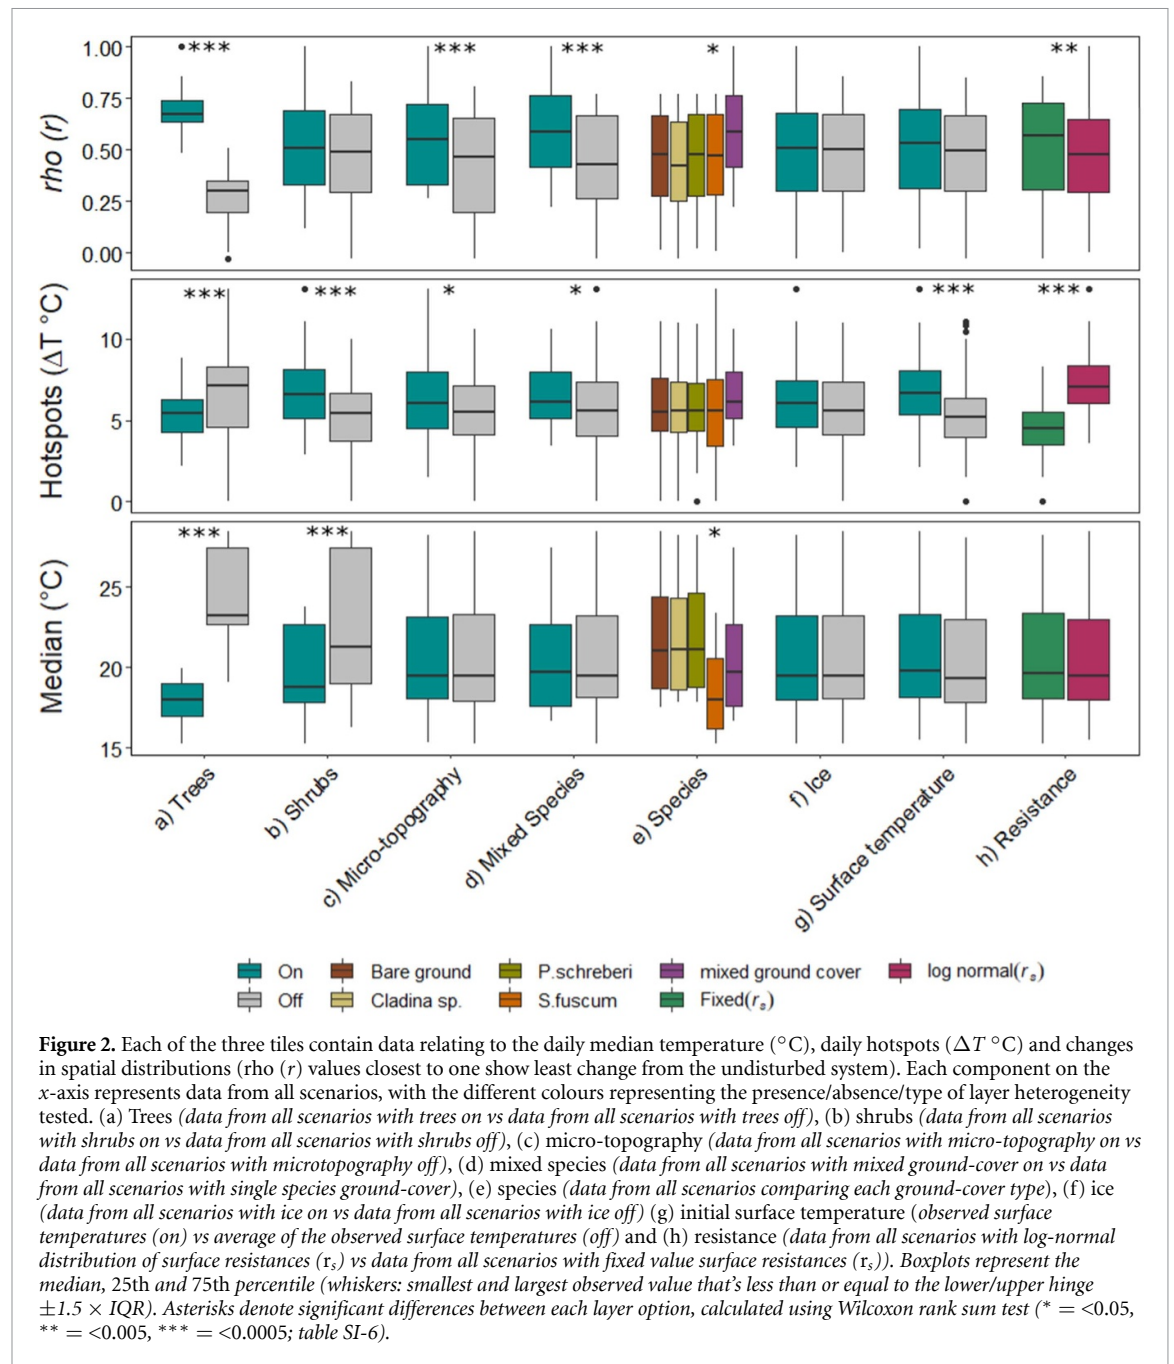 rho (r)
1.00
0.75
0.50
0.25
0.00
***
***
***
*
**
Hotspots (ΔT °C)
10
5
0
***
***
*
*
***
***
Median (°C)
25
20
15
***
***
*
a) Trees
b) Shrubs
c) Micro-topography
d) Mixed Species
e) Species
f) Ice
g) Surface temperature
h) Resistance
On
Bare ground
P.schreberi
mixed ground cover
log normal(rₛ)
Off
Cladina sp.
S.fuscum
Fixed(rₛ)
Figure 2. Each of the three tiles contain data relating to the daily median temperature (°C), daily hotspots (ΔT °C) and changes
in spatial distributions (rho (r) values closest to one show least change from the undisturbed system). Each component on the
x-axis represents data from all scenarios, with the different colours representing the presence/absence/type of layer heterogeneity
tested. (a) Trees (data from all scenarios with trees on vs data from all scenarios with trees off), (b) shrubs (data from all scenarios
with shrubs on vs data from all scenarios with shrubs off), (c) micro-topography (data from all scenarios with micro-topography on vs
data from all scenarios with microtopography off), (d) mixed species (data from all scenarios with mixed ground-cover on vs data
from all scenarios with single species ground-cover), (e) species (data from all scenarios comparing each ground-cover type), (f) ice
(data from all scenarios with ice on vs data from all scenarios with ice off) (g) initial surface temperature (observed surface
temperatures (on) vs average of the observed surface temperatures (off) and (h) resistance (data from all scenarios with log-normal
distribution of surface resistances (rₛ) vs data from all scenarios with fixed value surface resistances (rₛ)). Boxplots represent the
median, 25th and 75th percentile (whiskers: smallest and largest observed value that's less than or equal to the lower/upper hinge
±1.5 × IQR). Asterisks denote significant differences between each layer option, calculated using Wilcoxon rank sum test (* = <0.05,
** = <0.005, *** = <0.0005; table SI-6).